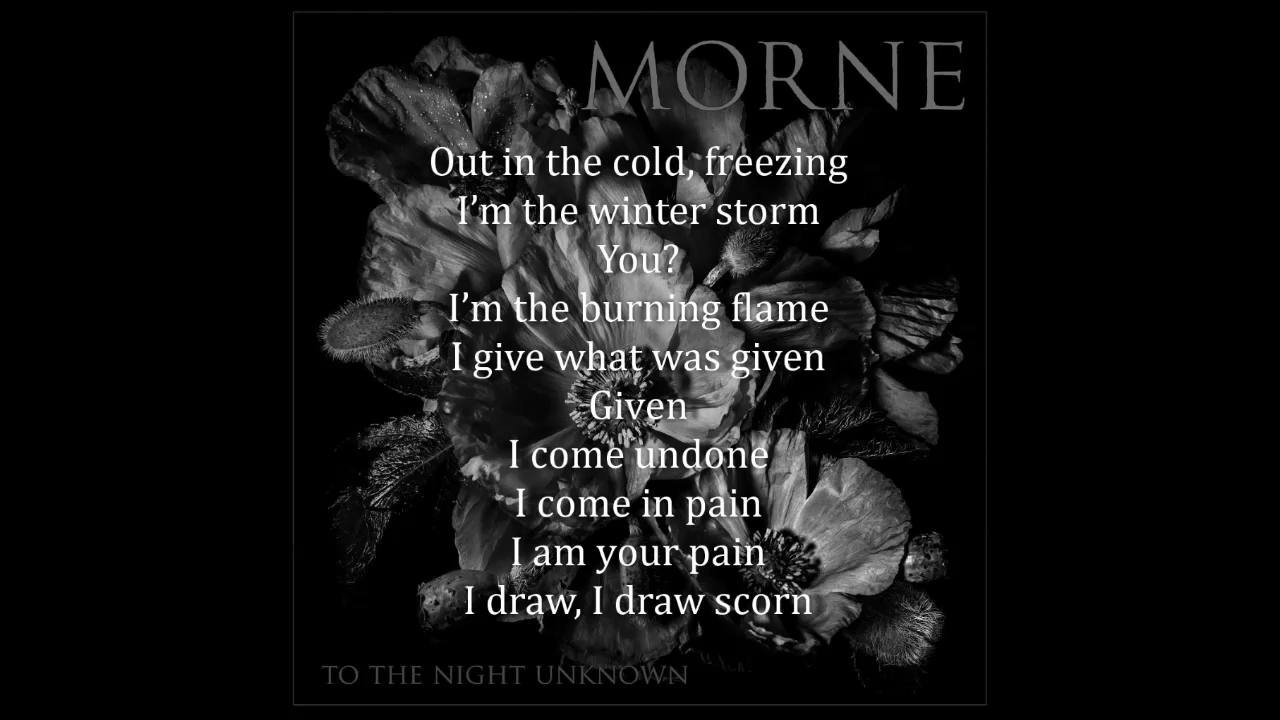 MORNE
Out in the cold, freezing
I’m the winter storm
You?
I’m the burning flame
I give what was given
Given
I come undone
I come in pain
I am your pain
I draw, I draw scorn
TO THE NIGHT UNKNOWN